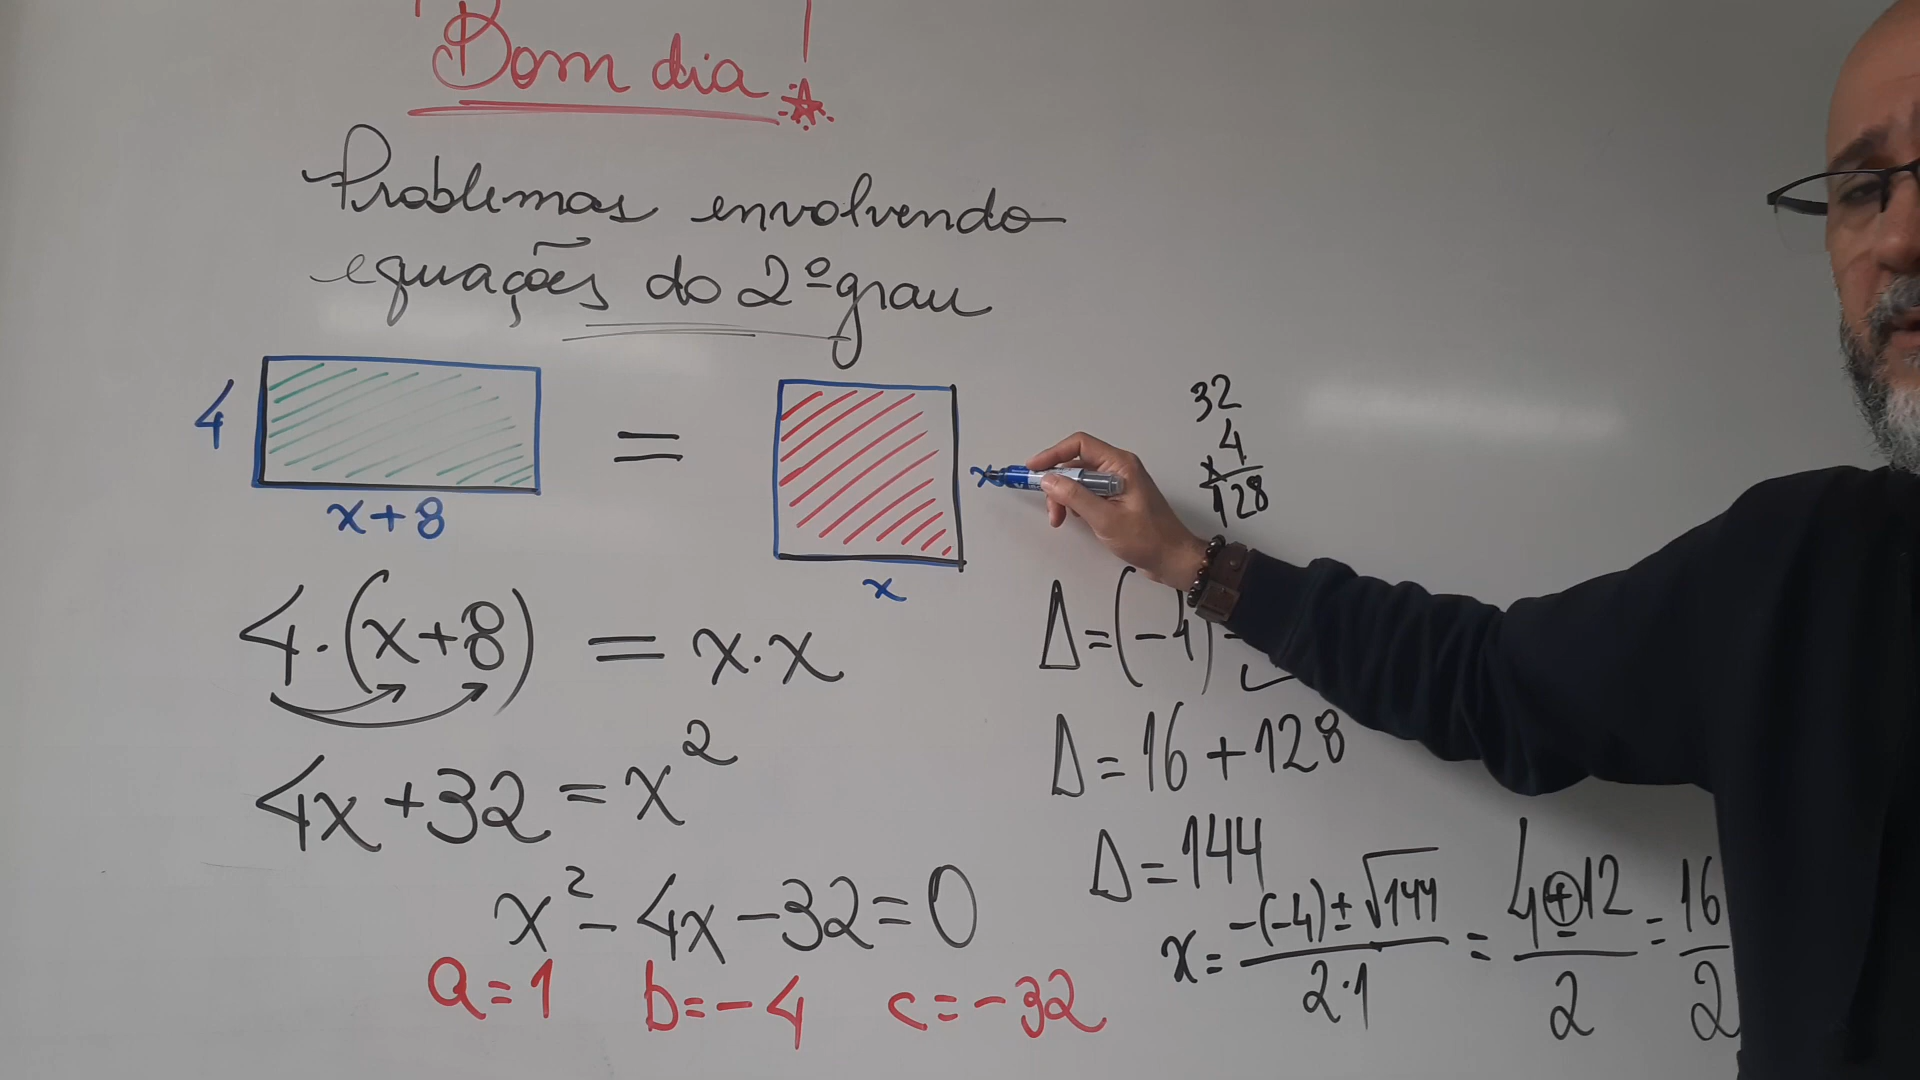 Bom dia!
Problemas envolvendo
equações do 2º grau
4
x+8
=
x
x
32
x 4
128
4·(x+8) = x·x
4x+32=x²
x²-4x-32=0
a=1 b=-4 c=-32
Δ=(-4)
Δ=16+128
Δ=144
x= -(-4)±√144 / 2·1 = 4±12 / 2 = 16 / 2